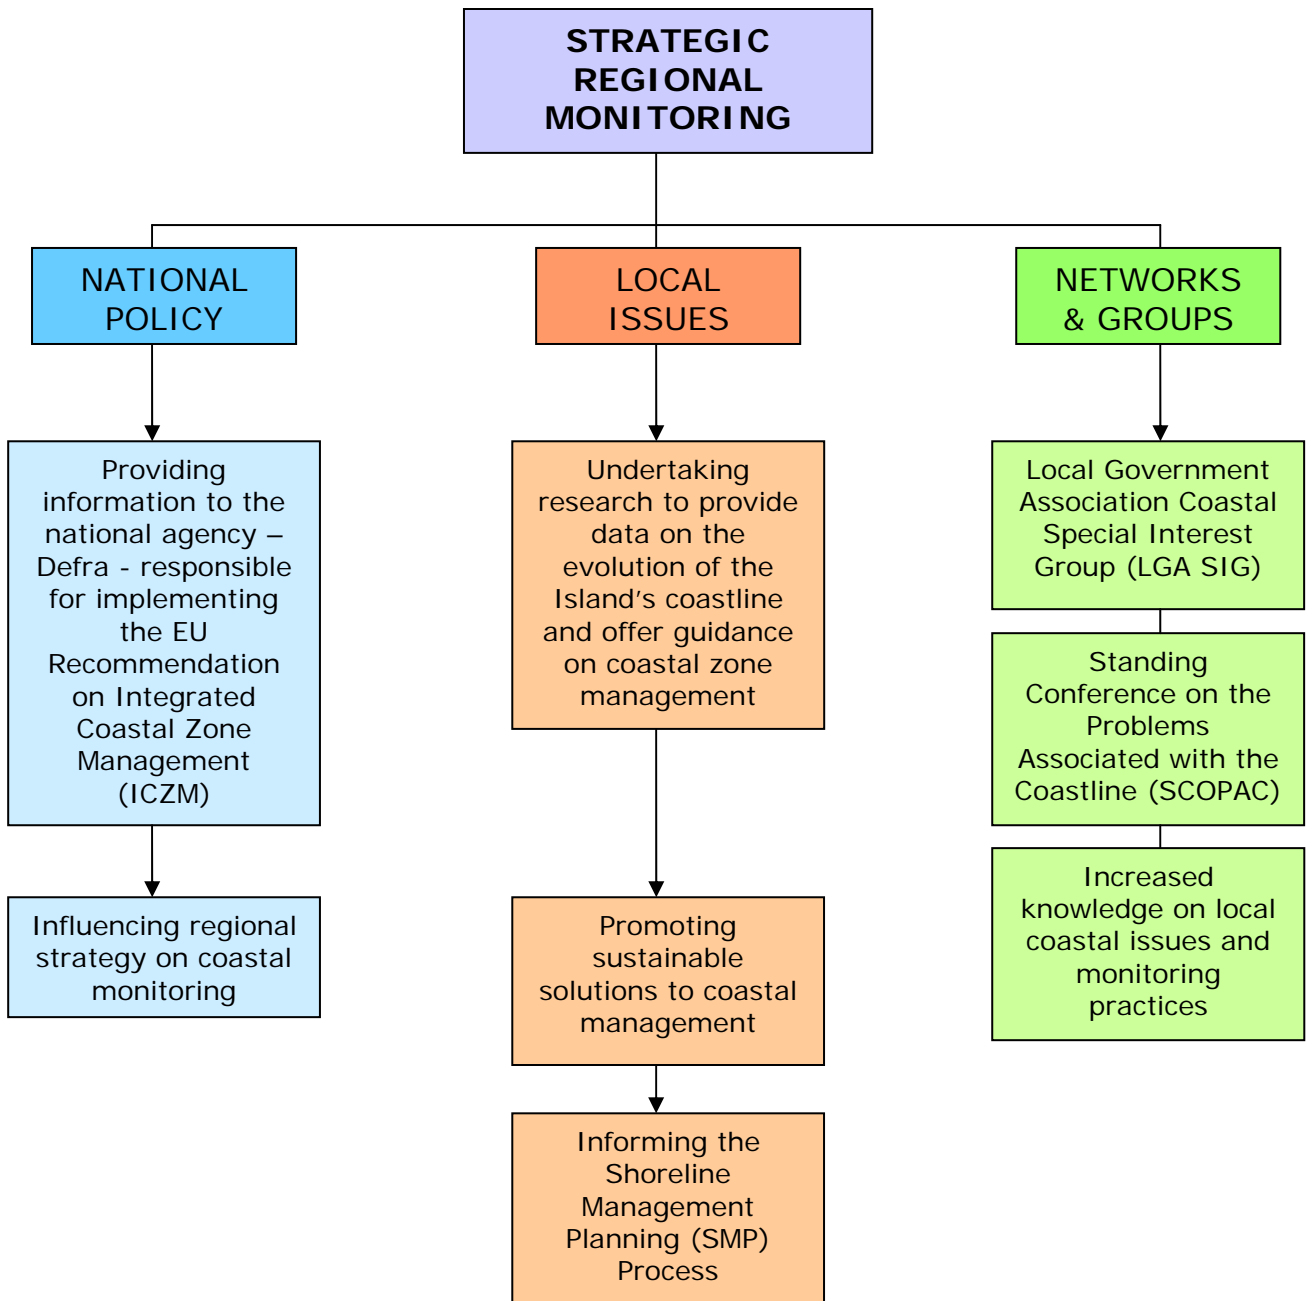 STRATEGIC
REGIONAL
MONITORING
NATIONAL
POLICY
LOCAL
ISSUES
NETWORKS
& GROUPS
Providing
information to the
national agency –
Defra - responsible
for implementing
the EU
Recommendation
on Integrated
Coastal Zone
Management
(ICZM)
Influencing regional
strategy on coastal
monitoring
Undertaking
research to provide
data on the
evolution of the
Island's coastline
and offer guidance
on coastal zone
management
Promoting
sustainable
solutions to coastal
management
Informing the
Shoreline
Management
Planning (SMP)
Process
Local Government
Association Coastal
Special Interest
Group (LGA SIG)
Standing
Conference on the
Problems
Associated with the
Coastline (SCOPAC)
Increased
knowledge on local
coastal issues and
monitoring
practices